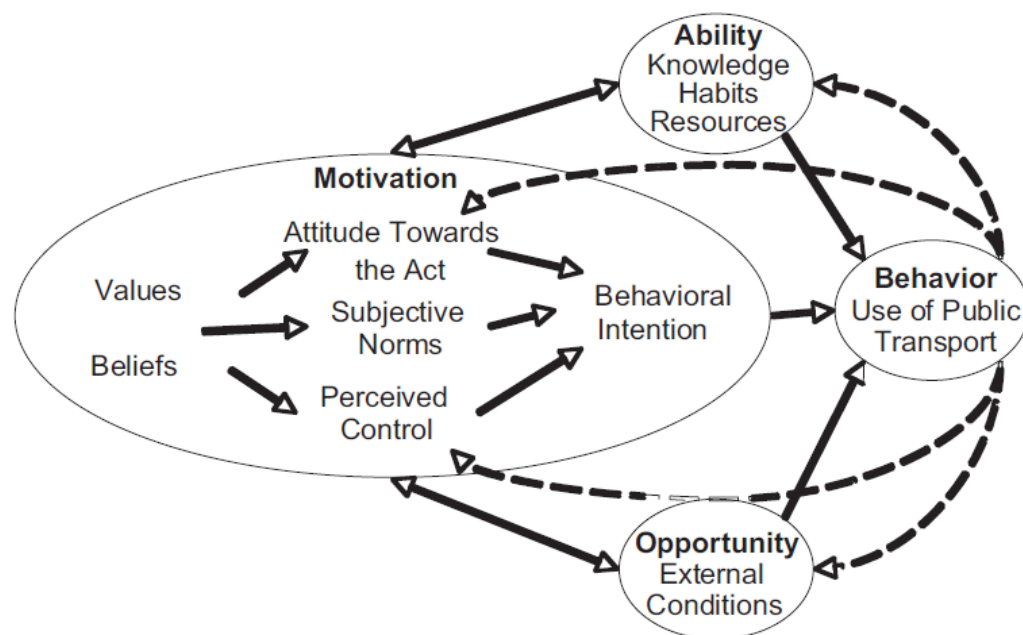 Ability
Knowledge
Habits
Resources
Motivation
Attitude Towards
the Act
Values
Subjective
Norms
Beliefs
Perceived
Control
Behavioral
Intention
Behavior
Use of Public
Transport
Opportunity
External
Conditions